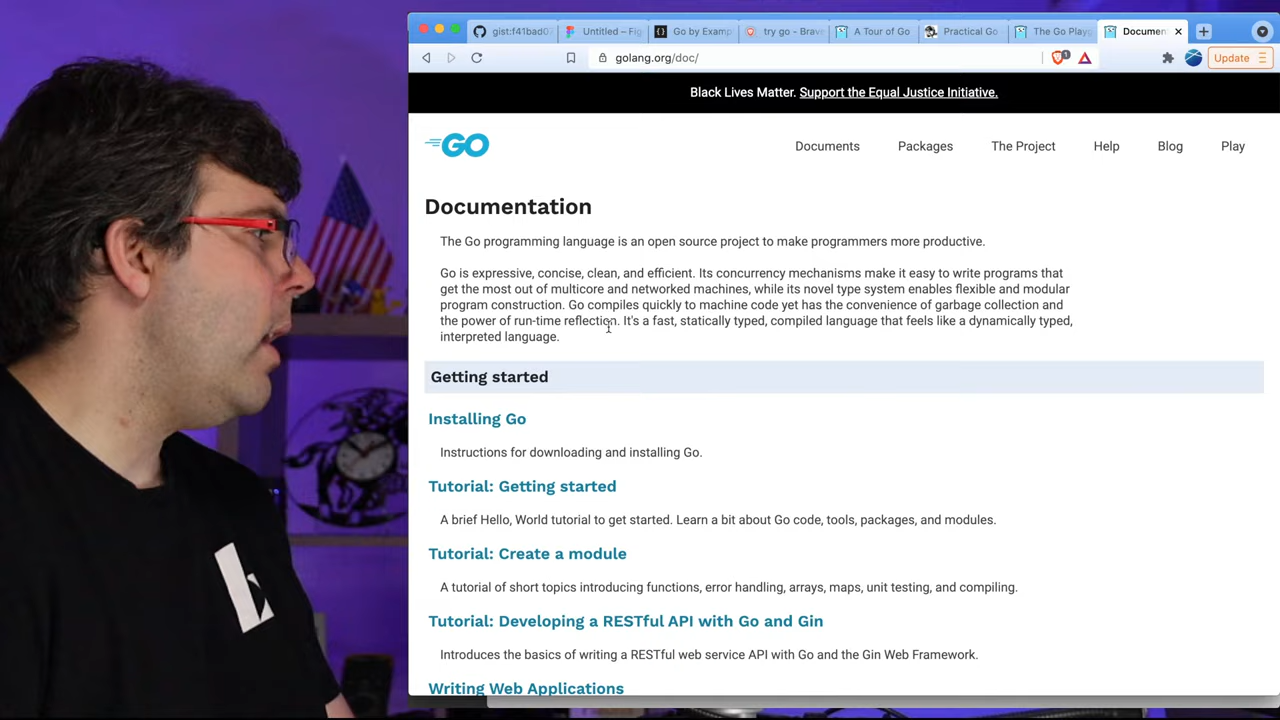 gist:f41bad0
Untitled – Fig
Go by Examp
try go - Brav
A Tour of Go
Practical Go
The Go Playg
Documen
golang.org/doc/
1
Update
Black Lives Matter. Support the Equal Justice Initiative.
GO
Documents
Packages
The Project
Help
Blog
Play
Documentation
The Go programming language is an open source project to make programmers more productive.
Go is expressive, concise, clean, and efficient. Its concurrency mechanisms make it easy to write programs that
get the most out of multicore and networked machines, while its novel type system enables flexible and modular
program construction. Go compiles quickly to machine code yet has the convenience of garbage collection and
the power of run-time reflection. It's a fast, statically typed, compiled language that feels like a dynamically typed,
interpreted language.
Getting started
Installing Go
Instructions for downloading and installing Go.
Tutorial: Getting started
A brief Hello, World tutorial to get started. Learn a bit about Go code, tools, packages, and modules.
Tutorial: Create a module
A tutorial of short topics introducing functions, error handling, arrays, maps, unit testing, and compiling.
Tutorial: Developing a RESTful API with Go and Gin
Introduces the basics of writing a RESTful web service API with Go and the Gin Web Framework.
Writing Web Applications